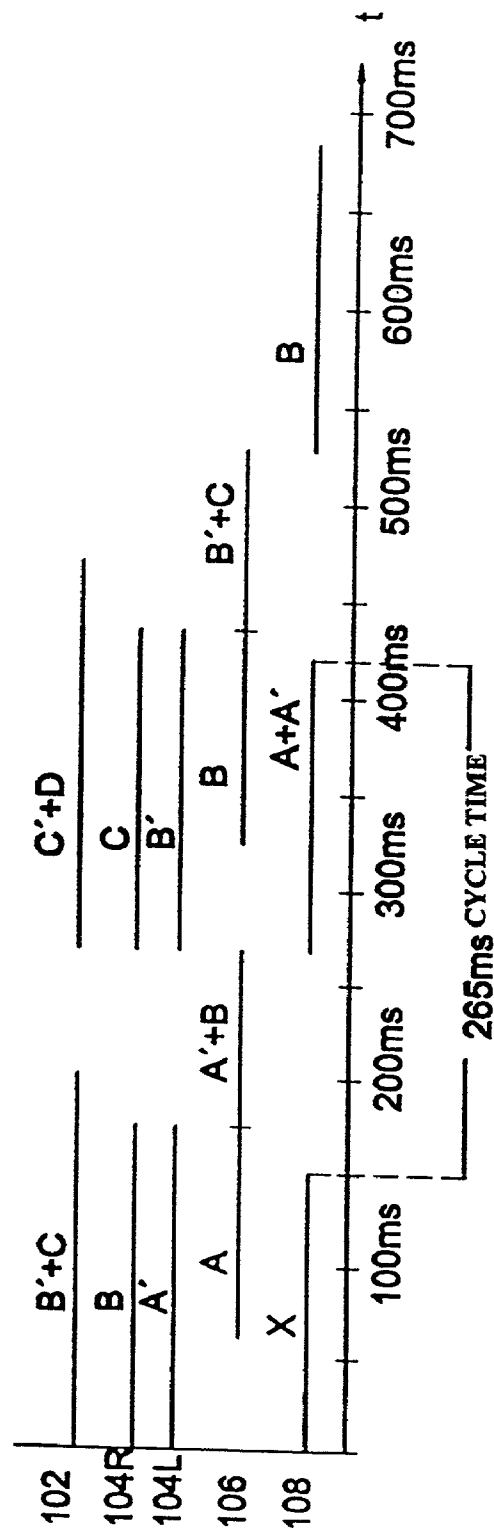 102 B´+C C´+D
104R B C
104L A´ B´
106 A A´+B B B´+C
108 X A+A´ B
100ms 200ms 300ms 400ms 500ms 600ms 700ms t
265ms CYCLE TIME